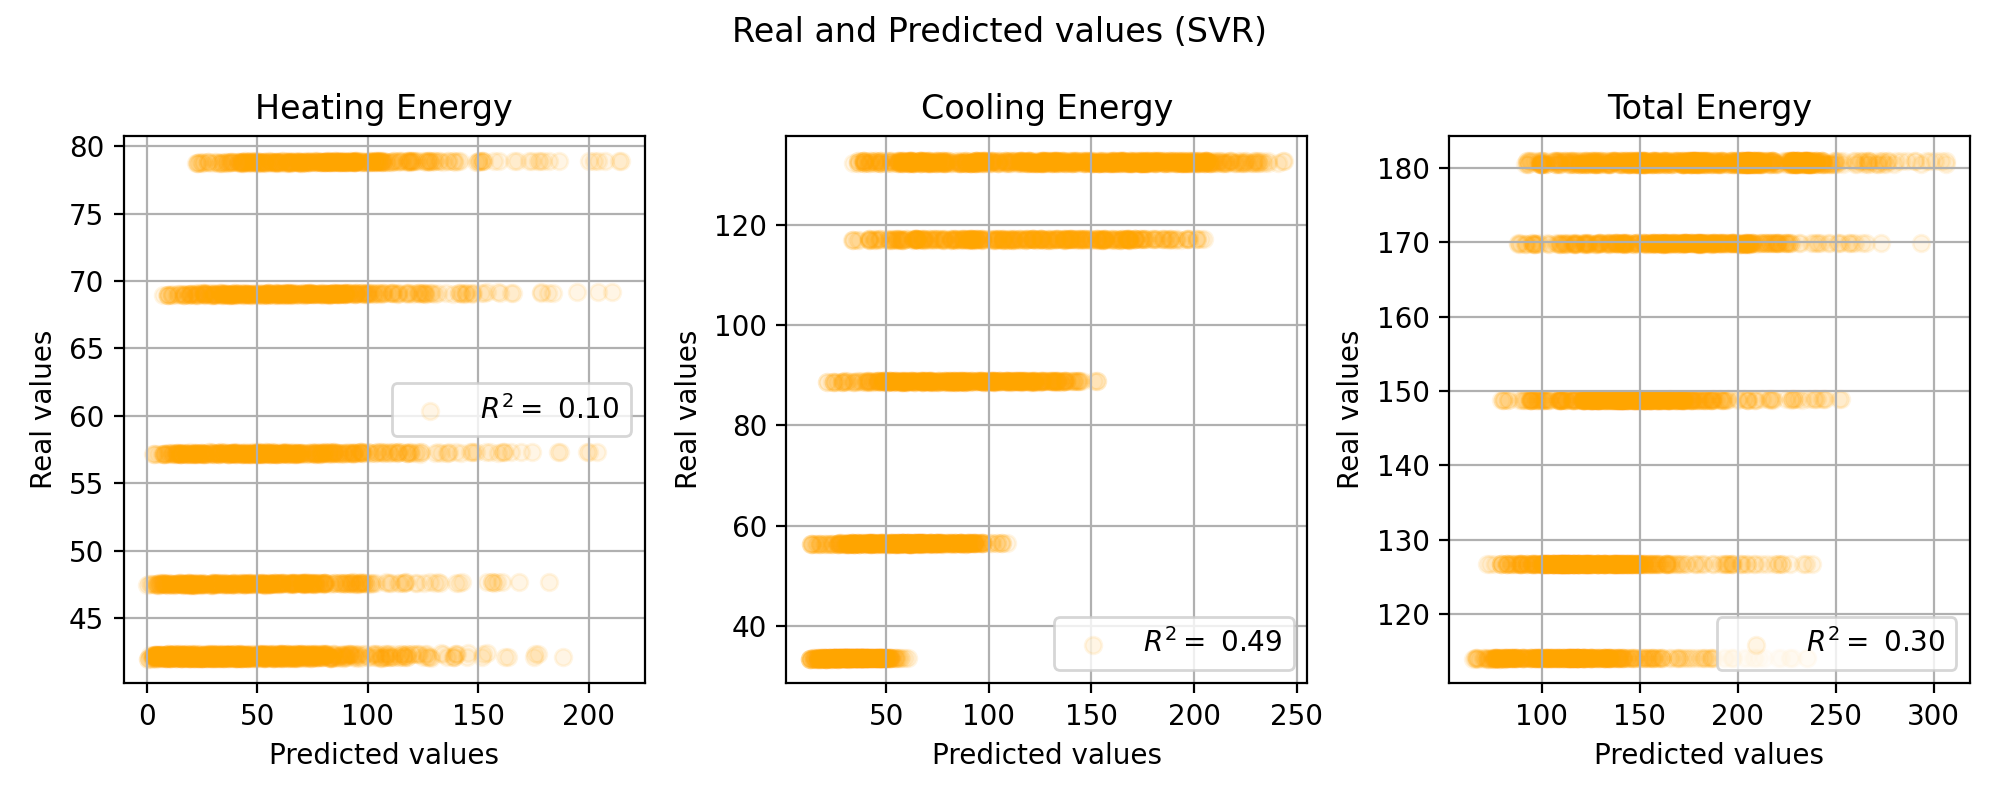 Real and Predicted values (SVR)
Heating Energy
80
75
70
65
60
55
50
45
0 50 100 150 200
Real values
Predicted values
R² = 0.10
Cooling Energy
120
100
80
60
40
50 100 150 200 250
Real values
Predicted values
R² = 0.49
Total Energy
180
170
160
150
140
130
120
100 150 200 250 300
Real values
Predicted values
R² = 0.30